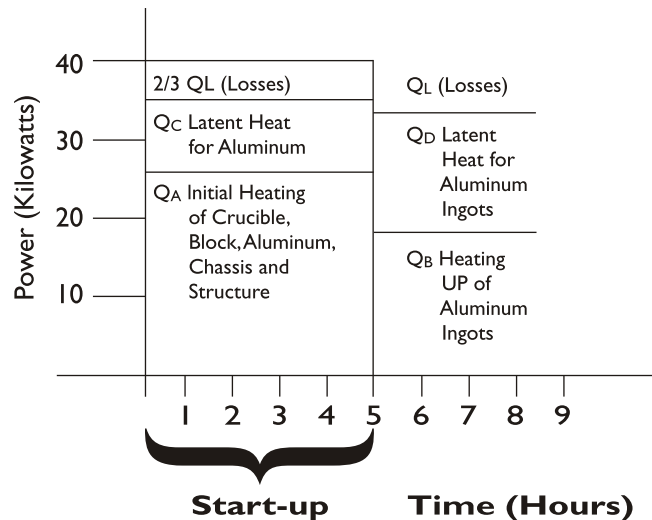 40
30
20
10
Power (Kilowatts)
2/3 QL (Losses)
QC Latent Heat
for Aluminum
QA Initial Heating
of Crucible,
Block, Aluminum,
Chassis and
Structure
QL (Losses)
QD Latent
Heat for
Aluminum
Ingots
QB Heating
UP of
Aluminum
Ingots
1 2 3 4 5 6 7 8 9
Start-up
Time (Hours)